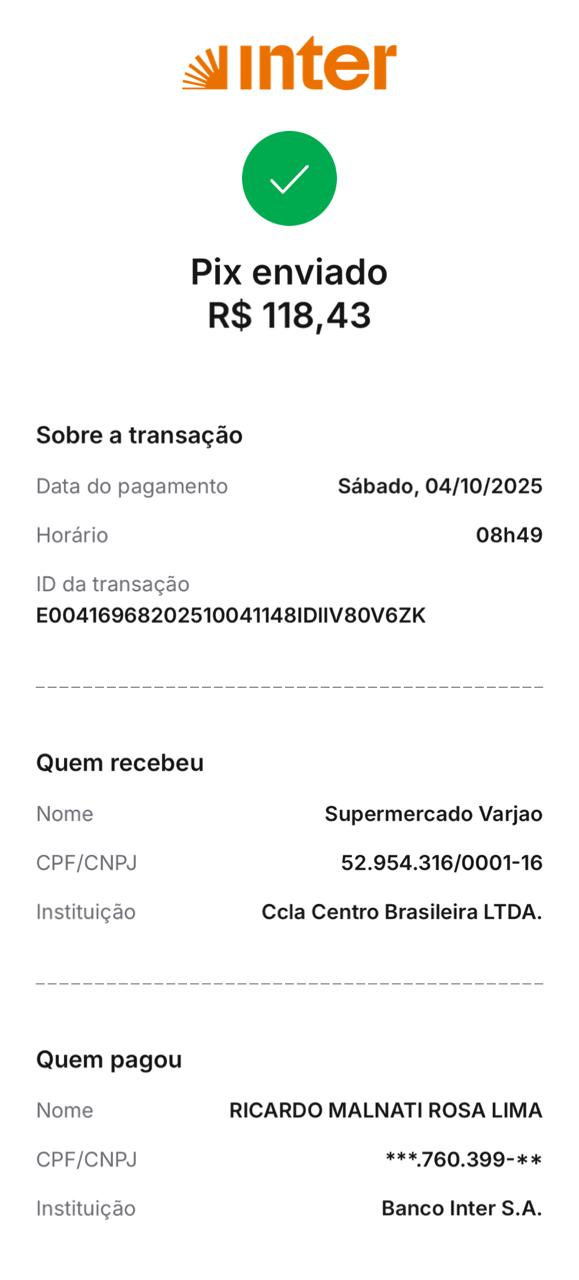 inter
Pix enviado
R$ 118,43
Sobre a transação
Data do pagamento Sábado, 04/10/2025
Horário 08h49
ID da transação
E00416968202510041148IDIIV80V6ZK
Quem recebeu
Nome Supermercado Varjao
CPF/CNPJ 52.954.316/0001-16
Instituição Ccla Centro Brasileira LTDA.
Quem pagou
Nome RICARDO MALNATI ROSA LIMA
CPF/CNPJ ***.760.399-**
Instituição Banco Inter S.A.